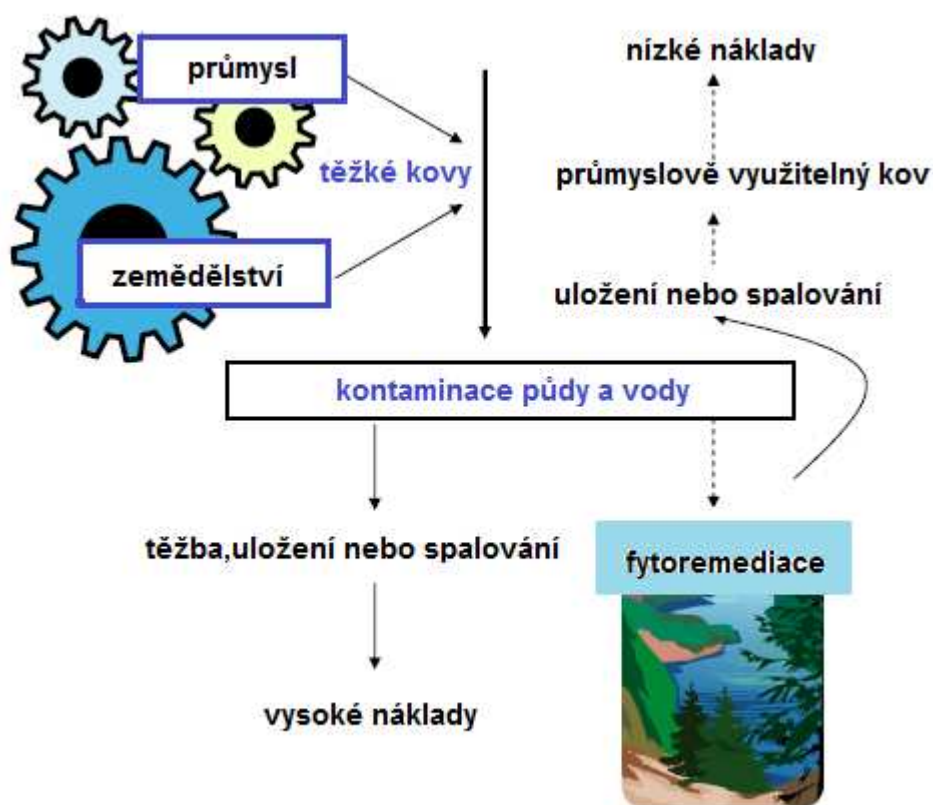 průmysl
těžké kovy
zemědělství
kontaminace půdy a vody
těžba,uložení nebo spalování
vysoké náklady
nízké náklady
průmyslově využitelný kov
uložení nebo spalování
fytoremediace